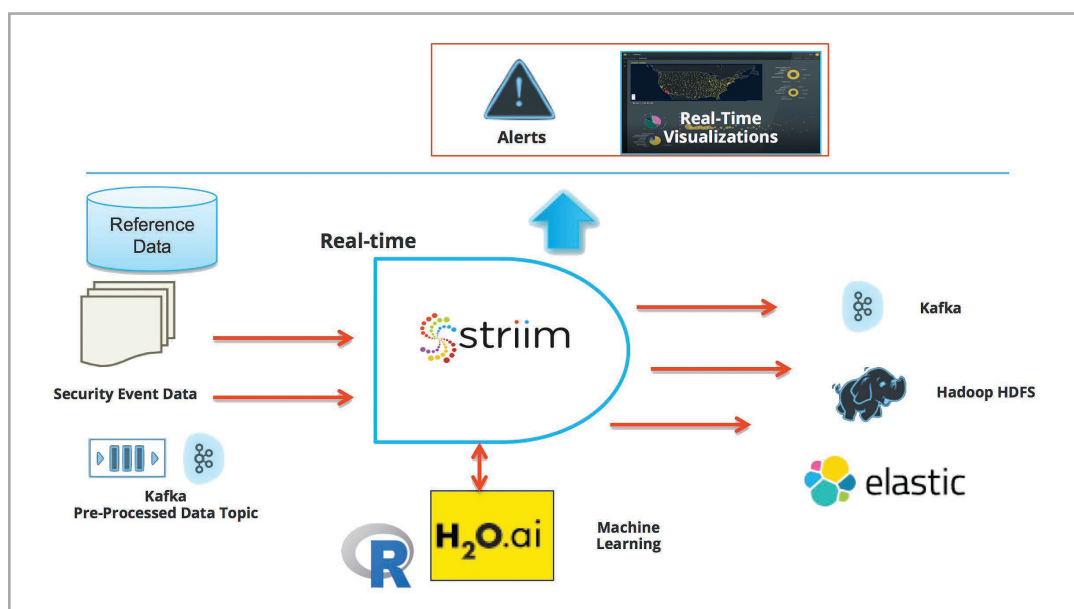 Alerts
Real-Time
Visualizations
Reference
Data
Real-time
striim
Security Event Data
Kafka
Pre-Processed Data Topic
Kafka
Hadoop HDFS
elastic
R
H2O.ai
Machine
Learning